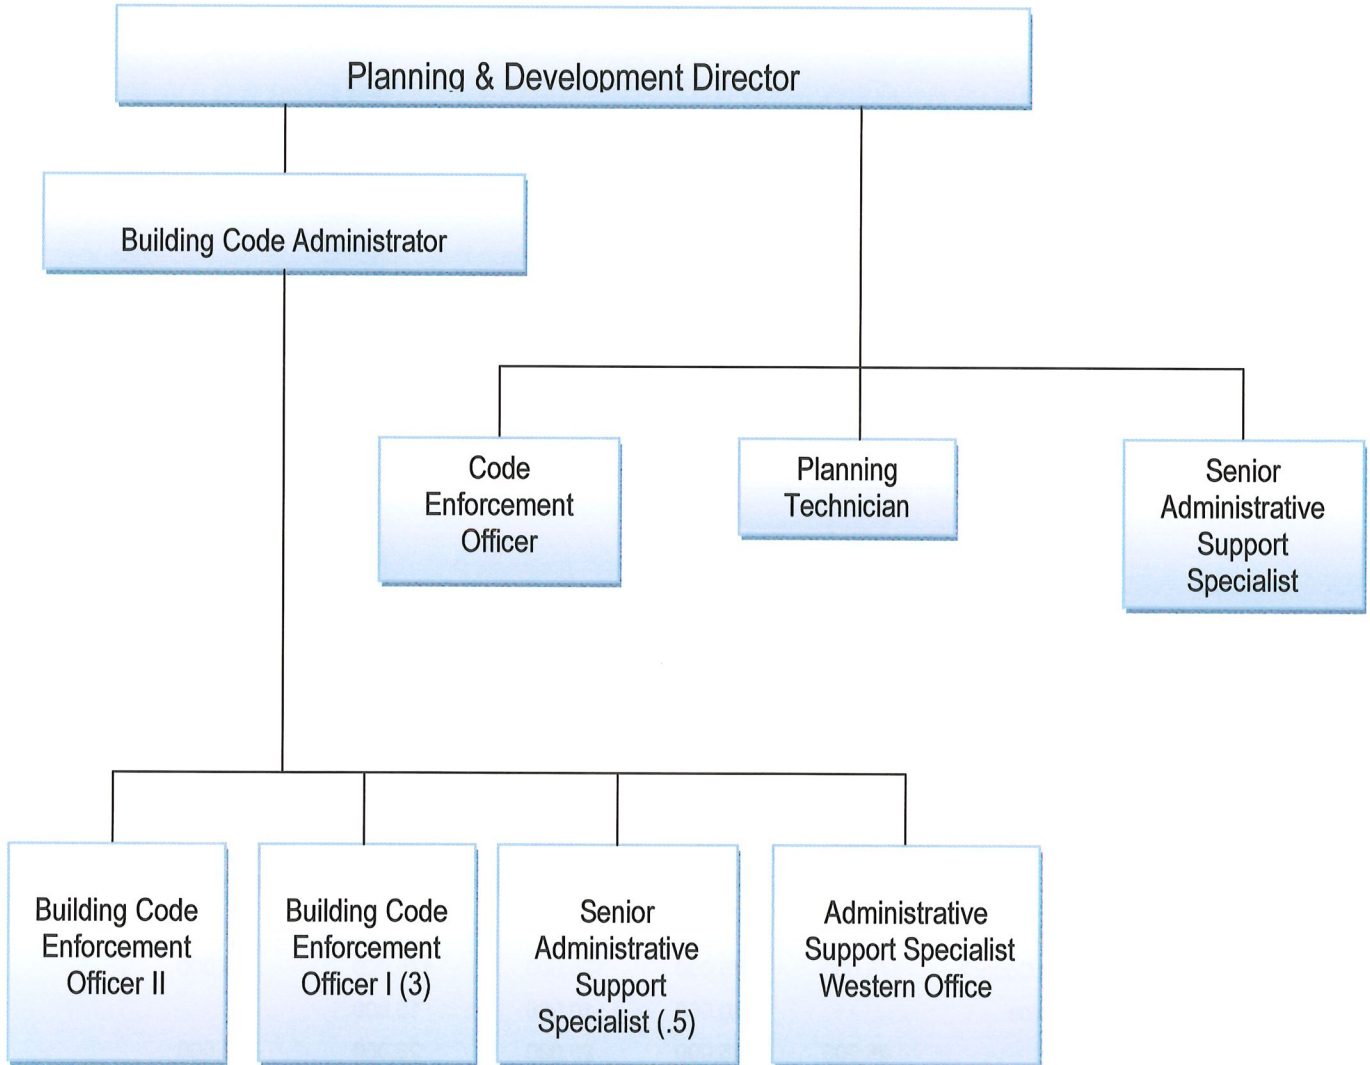 Planning & Development Director
Building Code Administrator
Code
Enforcement
Officer
Planning
Technician
Senior
Administrative
Support
Specialist
Building Code
Enforcement
Officer II
Building Code
Enforcement
Officer I (3)
Senior
Administrative
Support
Specialist (.5)
Administrative
Support Specialist
Western Office